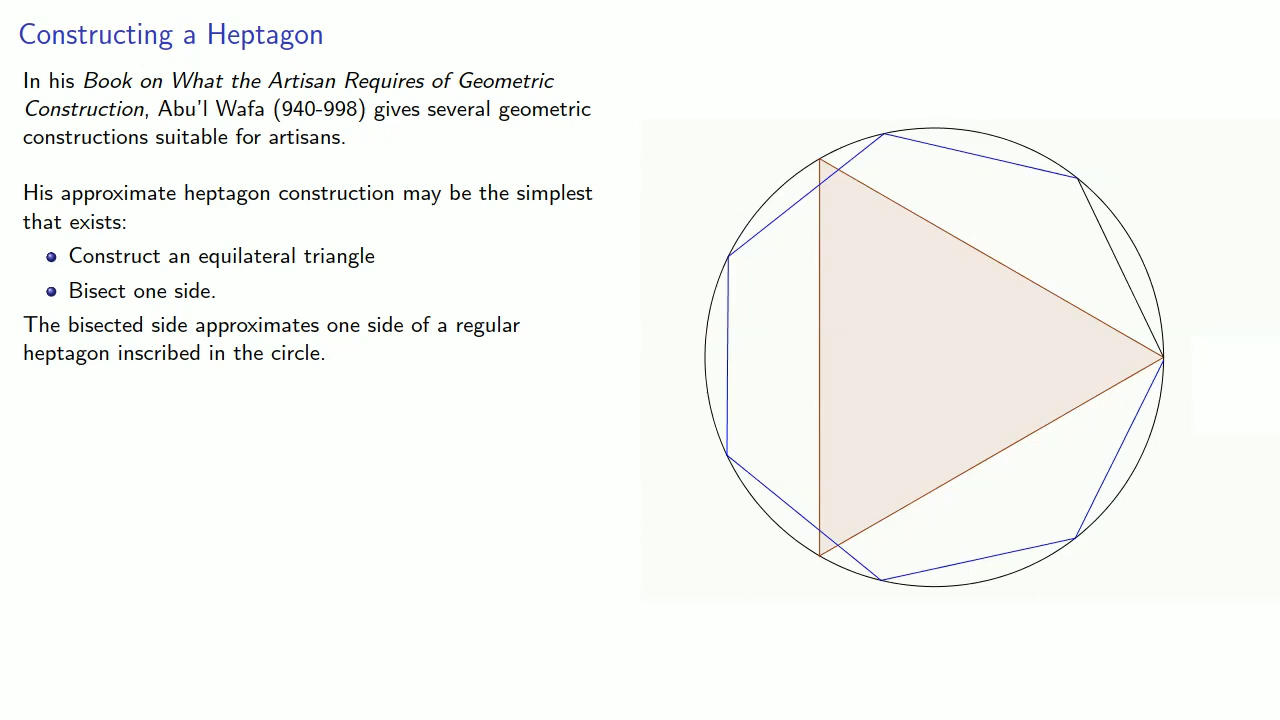 Constructing a Heptagon
In his Book on What the Artisan Requires of Geometric
Construction, Abu'l Wafa (940-998) gives several geometric
constructions suitable for artisans.
His approximate heptagon construction may be the simplest
that exists:
Construct an equilateral triangle
Bisect one side.
The bisected side approximates one side of a regular
heptagon inscribed in the circle.